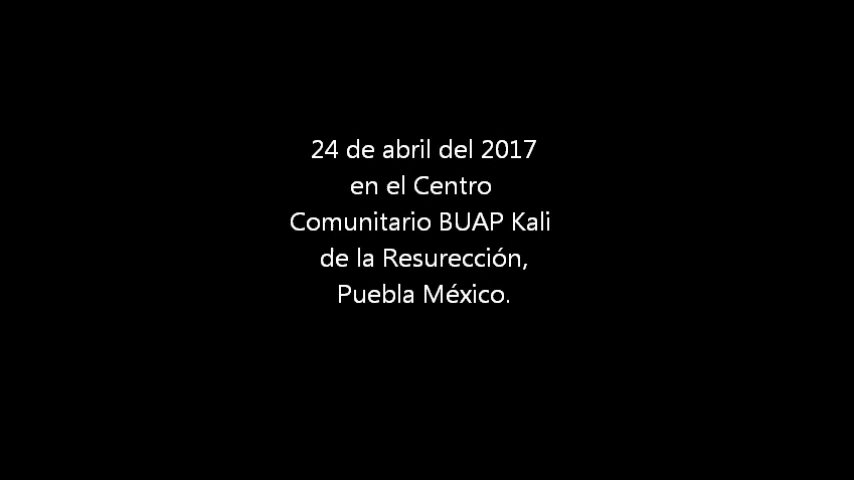 24 de abril del 2017
en el Centro
Comunitario BUAP Kali
de la Resurección,
Puebla México.